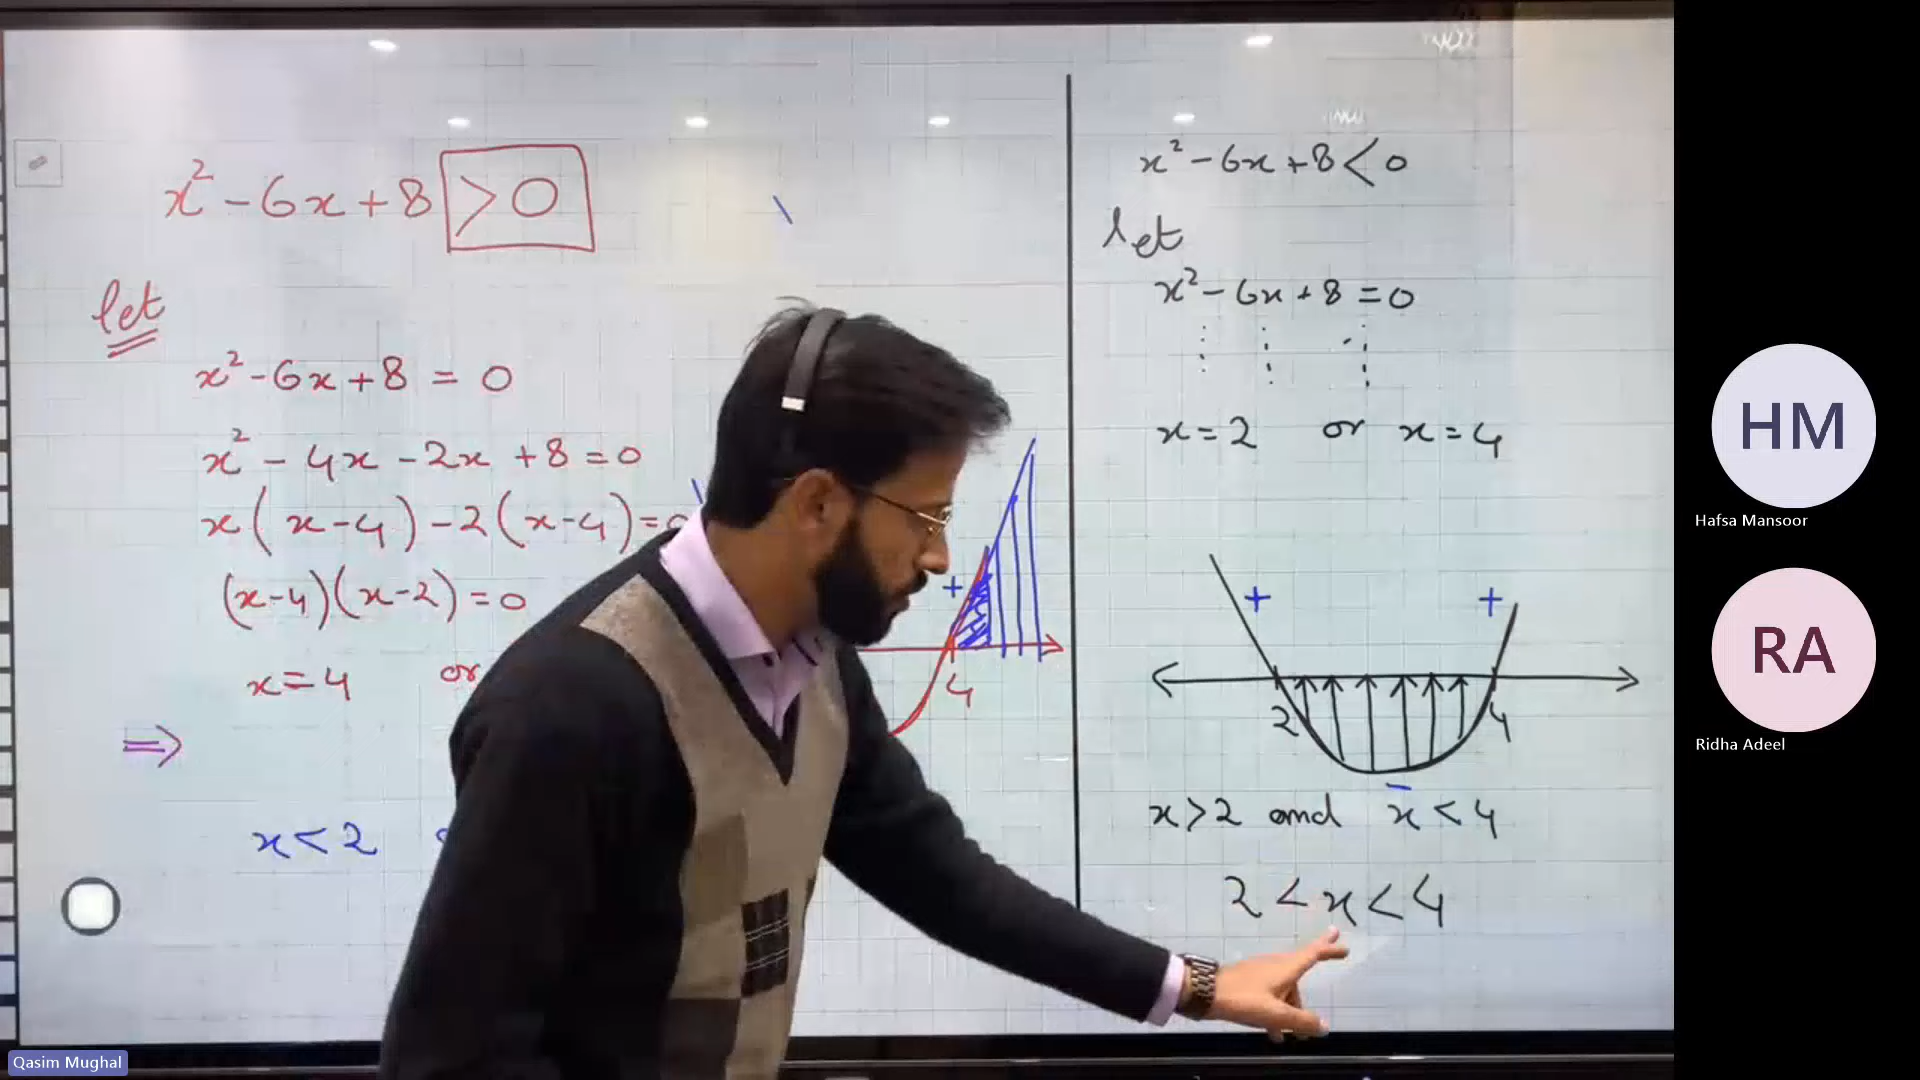 x² - 6x + 8 > 0
let
x² - 6x + 8 = 0
x² - 4x - 2x + 8 = 0
x(x-4) - 2(x-4) = 0
(x-4)(x-2) = 0
x = 4 or
⇒
x < 2
+
4
x² - 6x + 8 < 0
let
x² - 6x + 8 = 0
x = 2 or x = 4
+ +
2 4
-
x > 2 and x < 4
2 < x < 4
HM
Hafsa Mansoor
RA
Ridha Adeel
Qasim Mughal